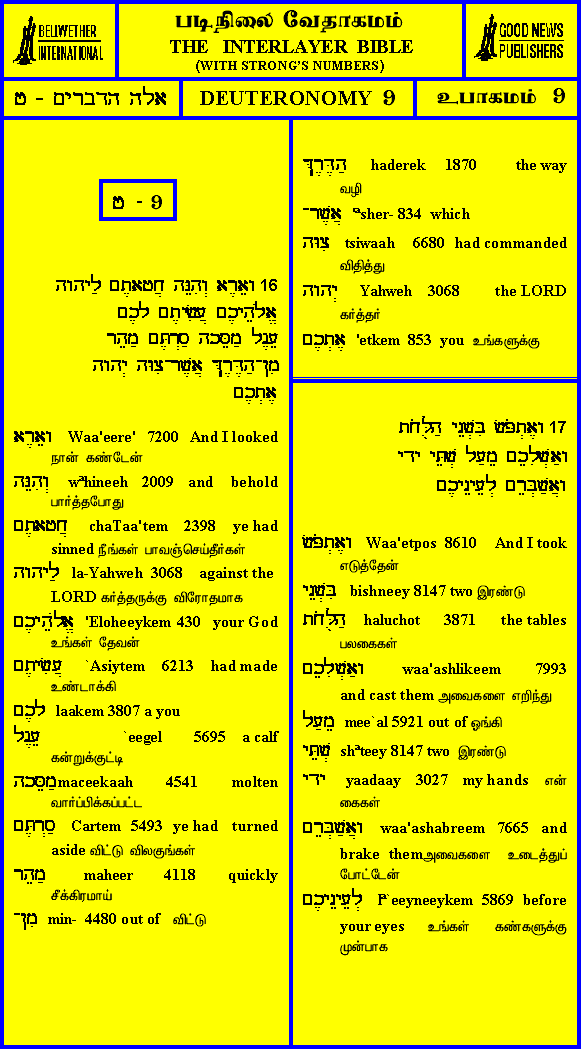 BELIWETHER
INTERNATIONAL
படிநிலை வேதாகமம்
THE INTERLAYER BIBLE
(WITH STRONG'S NUMBERS)
GOOD NEWS
PUBLISHERS
אלה הדברים - ט
DEUTERONOMY 9
உபாகமம் 9
ט - 9
16 וָאֵרֶא וְהִנֵּה חֲטָאתֶם לַיהוה
אֱלֹהֵיכֶם עֲשִׂיתֶם לָכֶם
עֵגֶל מַסֵּכָה סַרְתֶּם מַהֵר
מִן־הַדֶּרֶךְ אֲשֶׁר־צִוָּה יְהוה
אֶתְכֶם
וָאֵרֶא Waa'eere' 7200 And I looked
நான் கண்டேன்
וְהִנֵּה wᵊhineeh 2009 and behold
பார்த்தபோது
חֲטָאתֶם chaTaa'tem 2398 ye had
sinned நீங்கள் பாவஞ்செய்தீர்கள்
לַיהוה la-Yahweh 3068 against the
LORD கர்த்தருக்கு விரோதமாக
אֱלֹהֵיכֶם 'Eloheeykem 430 your God
உங்கள் தேவன்
עֲשִׂיתֶם `Asiytem 6213 had made
உண்டாக்கி
לָכֶם laakem 3807 a you
עֵגֶל `eegel 5695 a calf
கன்றுக்குட்டி
מַסֵּכָה maceekaah 4541 molten
வார்ப்பிக்கப்பட்ட
סַרְתֶּם Cartem 5493 ye had turned
aside விட்டு விலகுங்கள்
מַהֵר maheer 4118 quickly
சீக்கிரமாய்
מִן־ min- 4480 out of விட்டு
הַדֶּרֶךְ haderek 1870 the way
வழி
אֲשֶׁר־ ᵃsher- 834 which
צִוָּה tsiwaah 6680 had commanded
விதித்து
יְהוה Yahweh 3068 the LORD
கர்த்தர்
אֶתְכֶם 'etkem 853 you உங்களுக்கு
17 וָאֶתְפֹּשׂ בִּשְׁנֵי הַלֻּחֹת
וָאַשְׁלִכֵם מֵעַל שְׁתֵּי יָדָי
וָאֲשַׁבְּרֵם לְעֵינֵיכֶם
וָאֶתְפֹּשׂ Waa'etpos 8610 And I took
எடுத்தேன்
בִּשְׁנֵי bishneey 8147 two இரண்டு
הַלֻּחֹת haluchot 3871 the tables
பலகைகள்
וָאַשְׁלִכֵם waa'ashlikeem 7993
and cast them அவைகளை எறிந்து
מֵעַל mee`al 5921 out of ஓங்கி
שְׁתֵּי shᵊteey 8147 two இரண்டு
יָדָי yaadaay 3027 my hands என்
கைகள்
וָאֲשַׁבְּרֵם waa'ashabreem 7665 and
brake them அவைகளை உடைத்துப்
போட்டேன்
לְעֵינֵיכֶם lᵊ`eeyneeykem 5869 before
your eyes உங்கள் கண்களுக்கு
முன்பாக